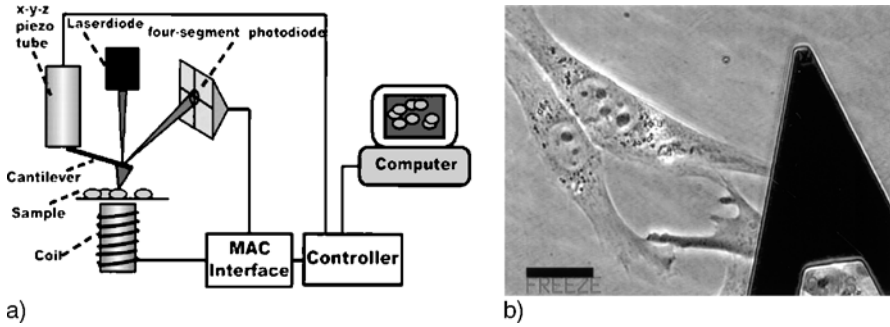 x-y-z
piezo
tube
Laserdiode
four-segment photodiode
Cantilever
Sample
Coil
Computer
MAC
Interface
Controller
a)
FREEZE
b)